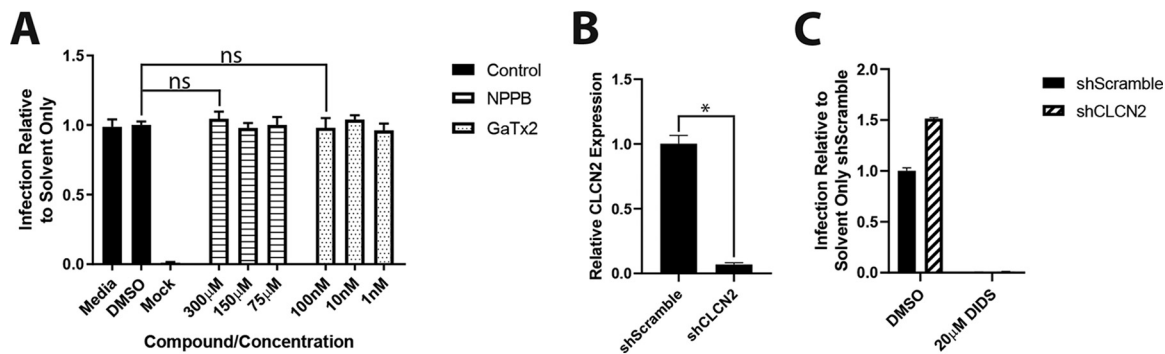 A
Infection Relative
to Solvent Only
1.5
1.0
0.5
0.0
ns
ns
Media
DMSO
Mock
300µM
150µM
75µM
100nM
10nM
1nM
Compound/Concentration
Control
NPPB
GaTx2
B
Relative CLCN2 Expression
1.5
1.0
0.5
0.0
*
shScramble
shCLCN2
C
Infection Relative to
Solvent Only shScramble
2.0
1.5
1.0
0.5
0.0
DMSO
20µM DIDS
shScramble
shCLCN2